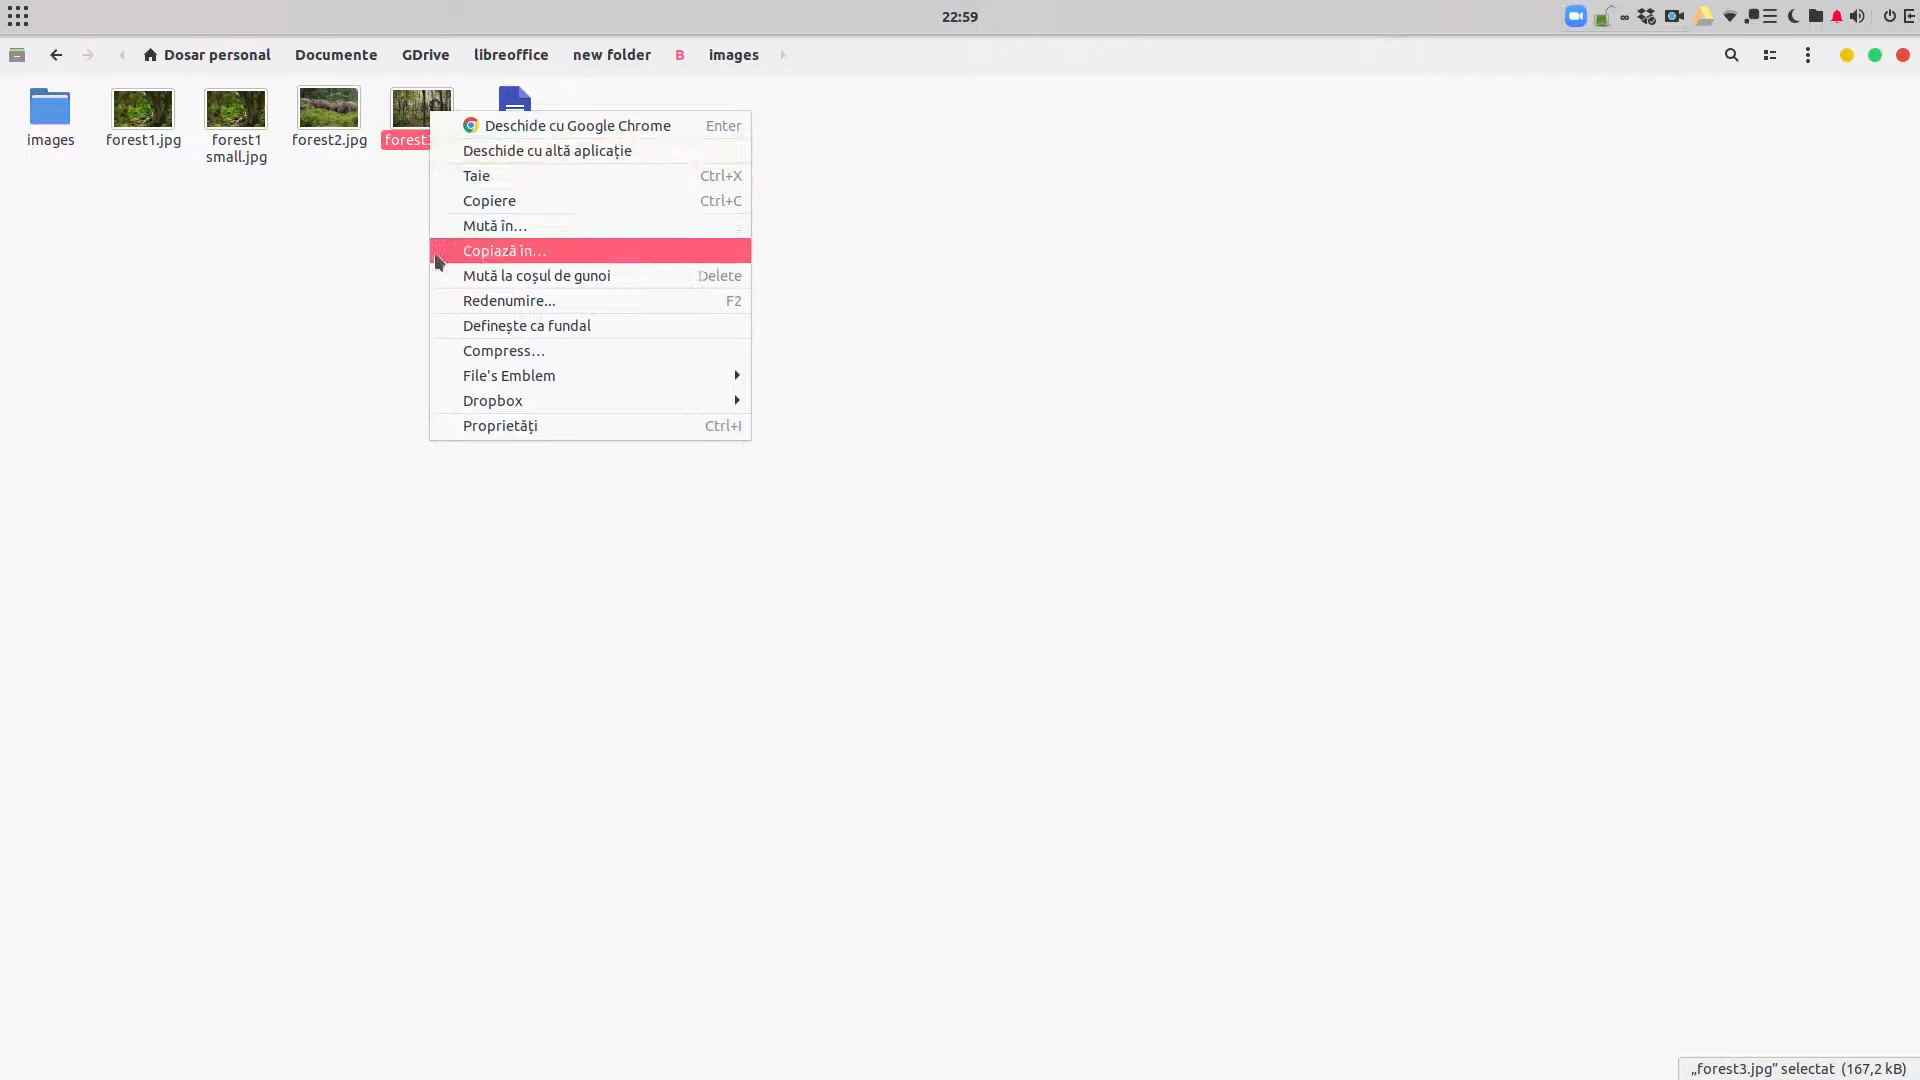 22:59
Dosar personal Documente GDrive libreoffice new folder B images
images
forest1.jpg
forest1
small.jpg
forest2.jpg
forest3
Deschide cu Google Chrome Enter
Deschide cu altă aplicație
Taie Ctrl+X
Copiere Ctrl+C
Mută în…
Copiază în…
Mută la coșul de gunoi Delete
Redenumire... F2
Definește ca fundal
Compress…
File's Emblem
Dropbox
Proprietăți Ctrl+I
„forest3.jpg” selectat (167,2 kB)